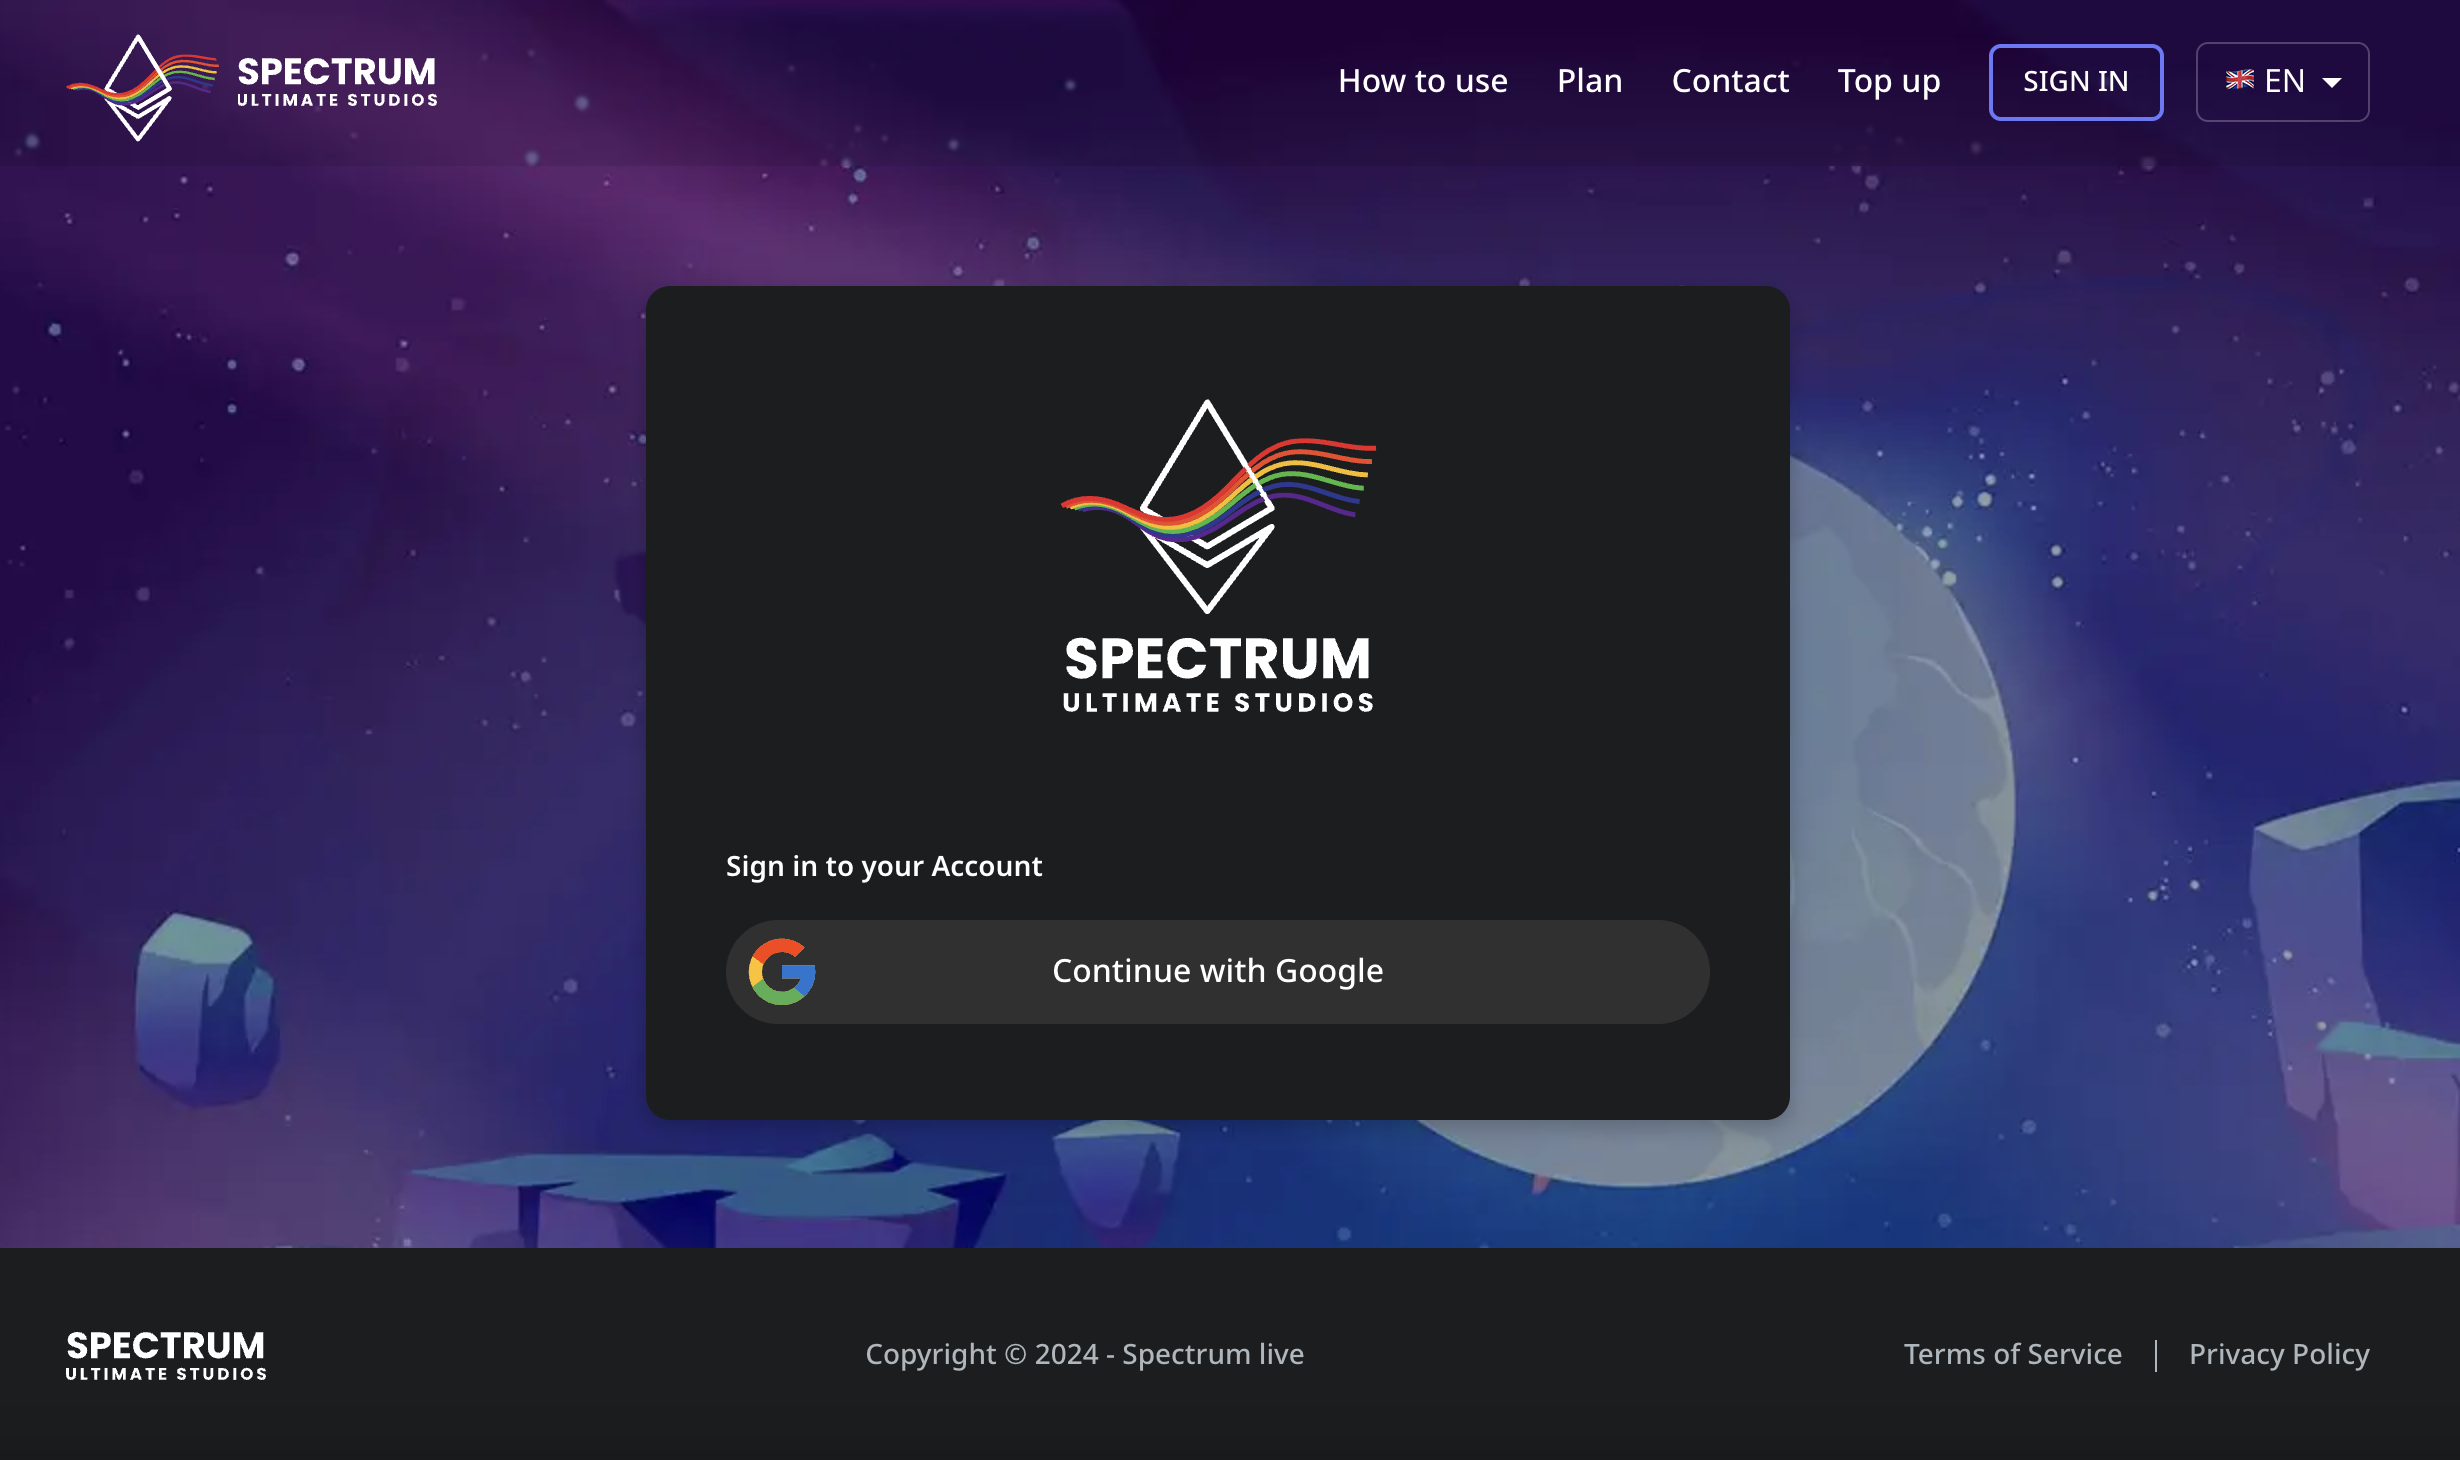 SPECTRUM
ULTIMATE STUDIOS
How to use
Plan
Contact
Top up
SIGN IN
EN
SPECTRUM
ULTIMATE STUDIOS
Sign in to your Account
Continue with Google
SPECTRUM
ULTIMATE STUDIOS
Copyright © 2024 - Spectrum live
Terms of Service
Privacy Policy